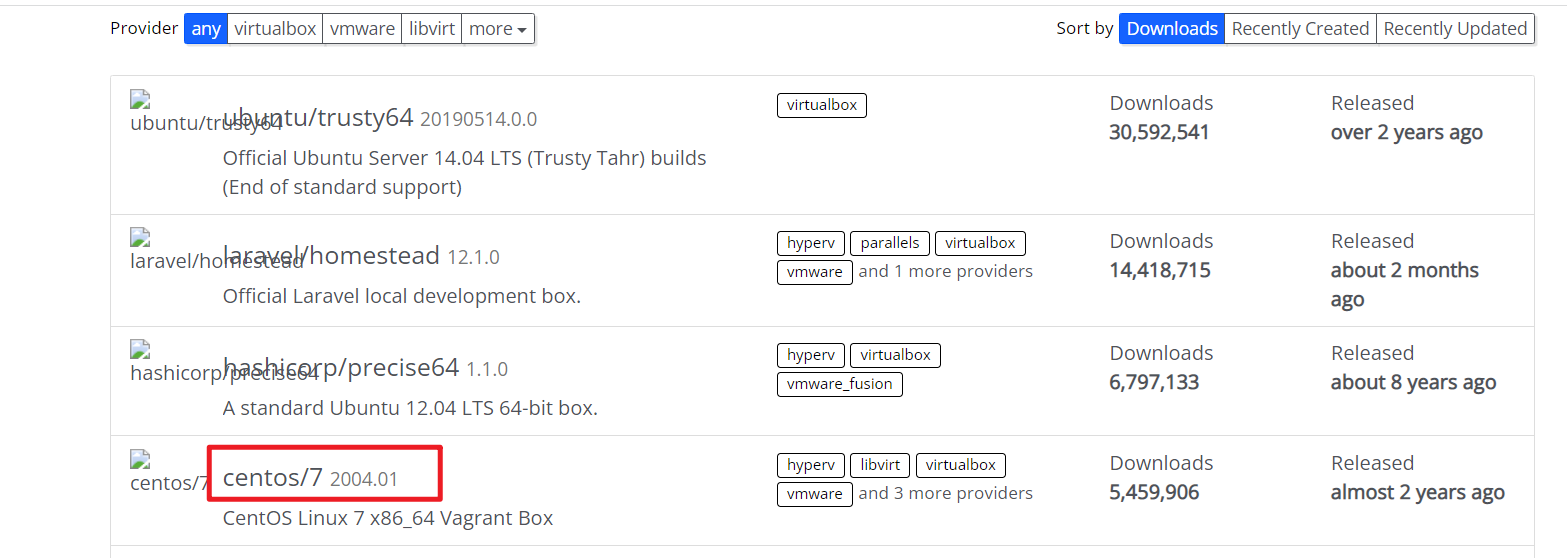 Provider any virtualbox vmware libvirt more Sort by Downloads Recently Created Recently Updated
ubuntu/trusty64
ubuntu/trusty64 20190514.0.0
Official Ubuntu Server 14.04 LTS (Trusty Tahr) builds
(End of standard support)
virtualbox
Downloads
30,592,541
Released
over 2 years ago
laravel/homestead
laravel/homestead 12.1.0
Official Laravel local development box.
hyperv parallels virtualbox
vmware and 1 more providers
Downloads
14,418,715
Released
about 2 months
ago
hashicorp/precise64
hashicorp/precise64 1.1.0
A standard Ubuntu 12.04 LTS 64-bit box.
hyperv virtualbox
vmware_fusion
Downloads
6,797,133
Released
about 8 years ago
centos/7
centos/7 2004.01
CentOS Linux 7 x86_64 Vagrant Box
hyperv libvirt virtualbox
vmware and 3 more providers
Downloads
5,459,906
Released
almost 2 years ago